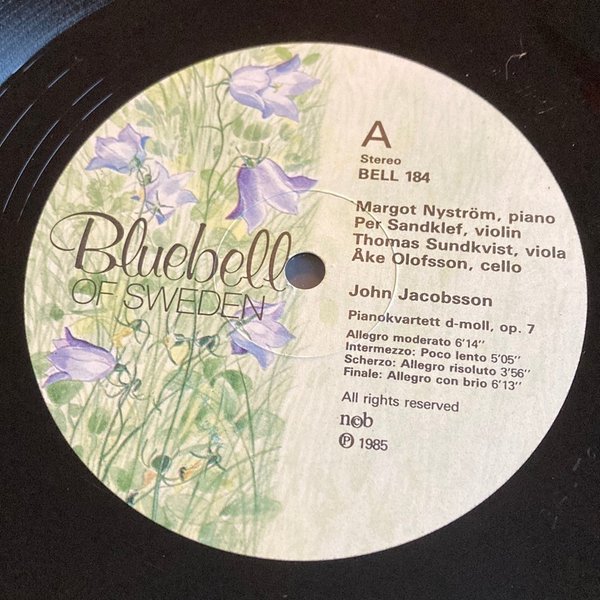 Bluebell
OF SWEDEN
A
Stereo
BELL 184
Margot Nyström, piano
Per Sandklef, violin
Thomas Sundkvist, viola
Åke Olofsson, cello
John Jacobsson
Pianokvartett d-moll, op. 7
Allegro moderato 6'14"
Intermezzo: Poco lento 5'05"
Scherzo: Allegro risoluto 3'56"
Finale: Allegro con brio 6'13"
All rights reserved
ncb
℗ 1985